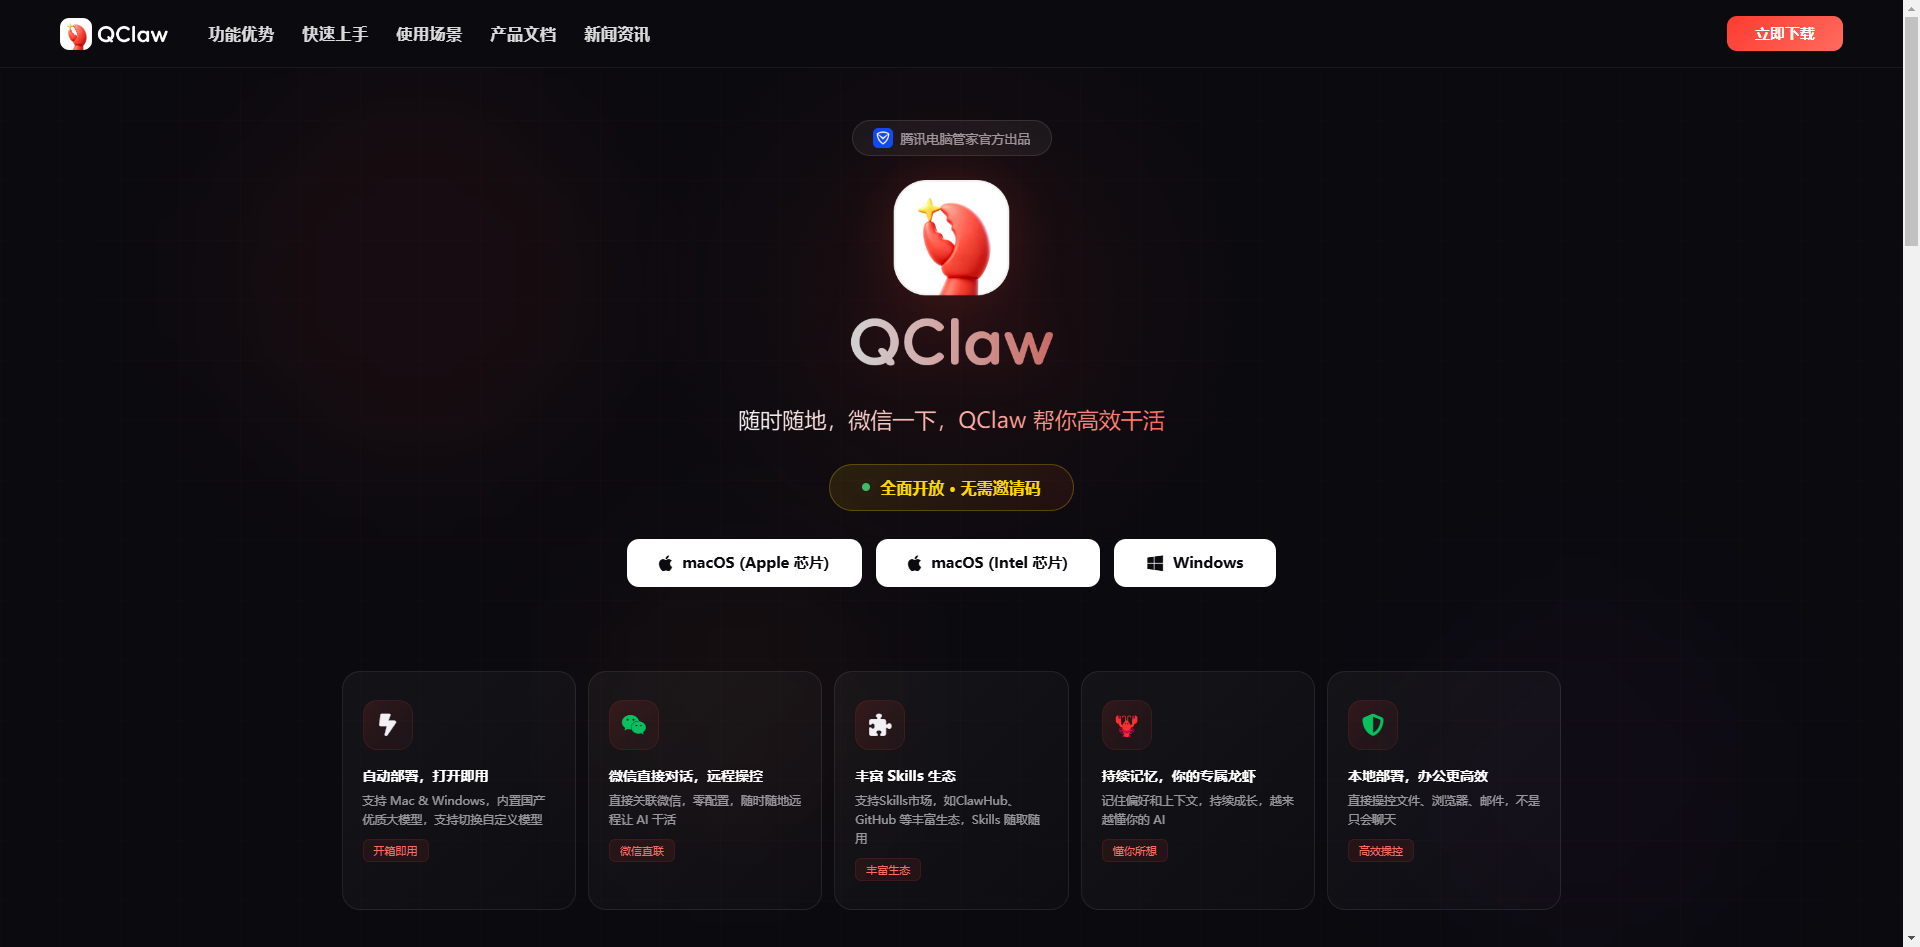 QClaw
功能优势
快速上手
使用场景
产品文档
新闻资讯
立即下载
腾讯电脑管家官方出品
QClaw
随时随地，微信一下，QClaw 帮你高效干活
全面开放 • 无需邀请码
macOS (Apple 芯片)
macOS (Intel 芯片)
Windows
自动部署，打开即用
支持 Mac & Windows，内置国产
优质大模型，支持切换自定义模型
开箱即用
微信直接对话，远程操控
直接关联微信，零配置，随时随地远
程让 AI 干活
微信直联
丰富 Skills 生态
支持Skills市场，如ClawHub、
GitHub 等丰富生态，Skills 随取随
用
丰富生态
持续记忆，你的专属龙虾
记住偏好和上下文，持续成长，越来
越懂你的 AI
懂你所想
本地部署，办公更高效
直接操控文件、浏览器、邮件，不是
只会聊天
高效操控